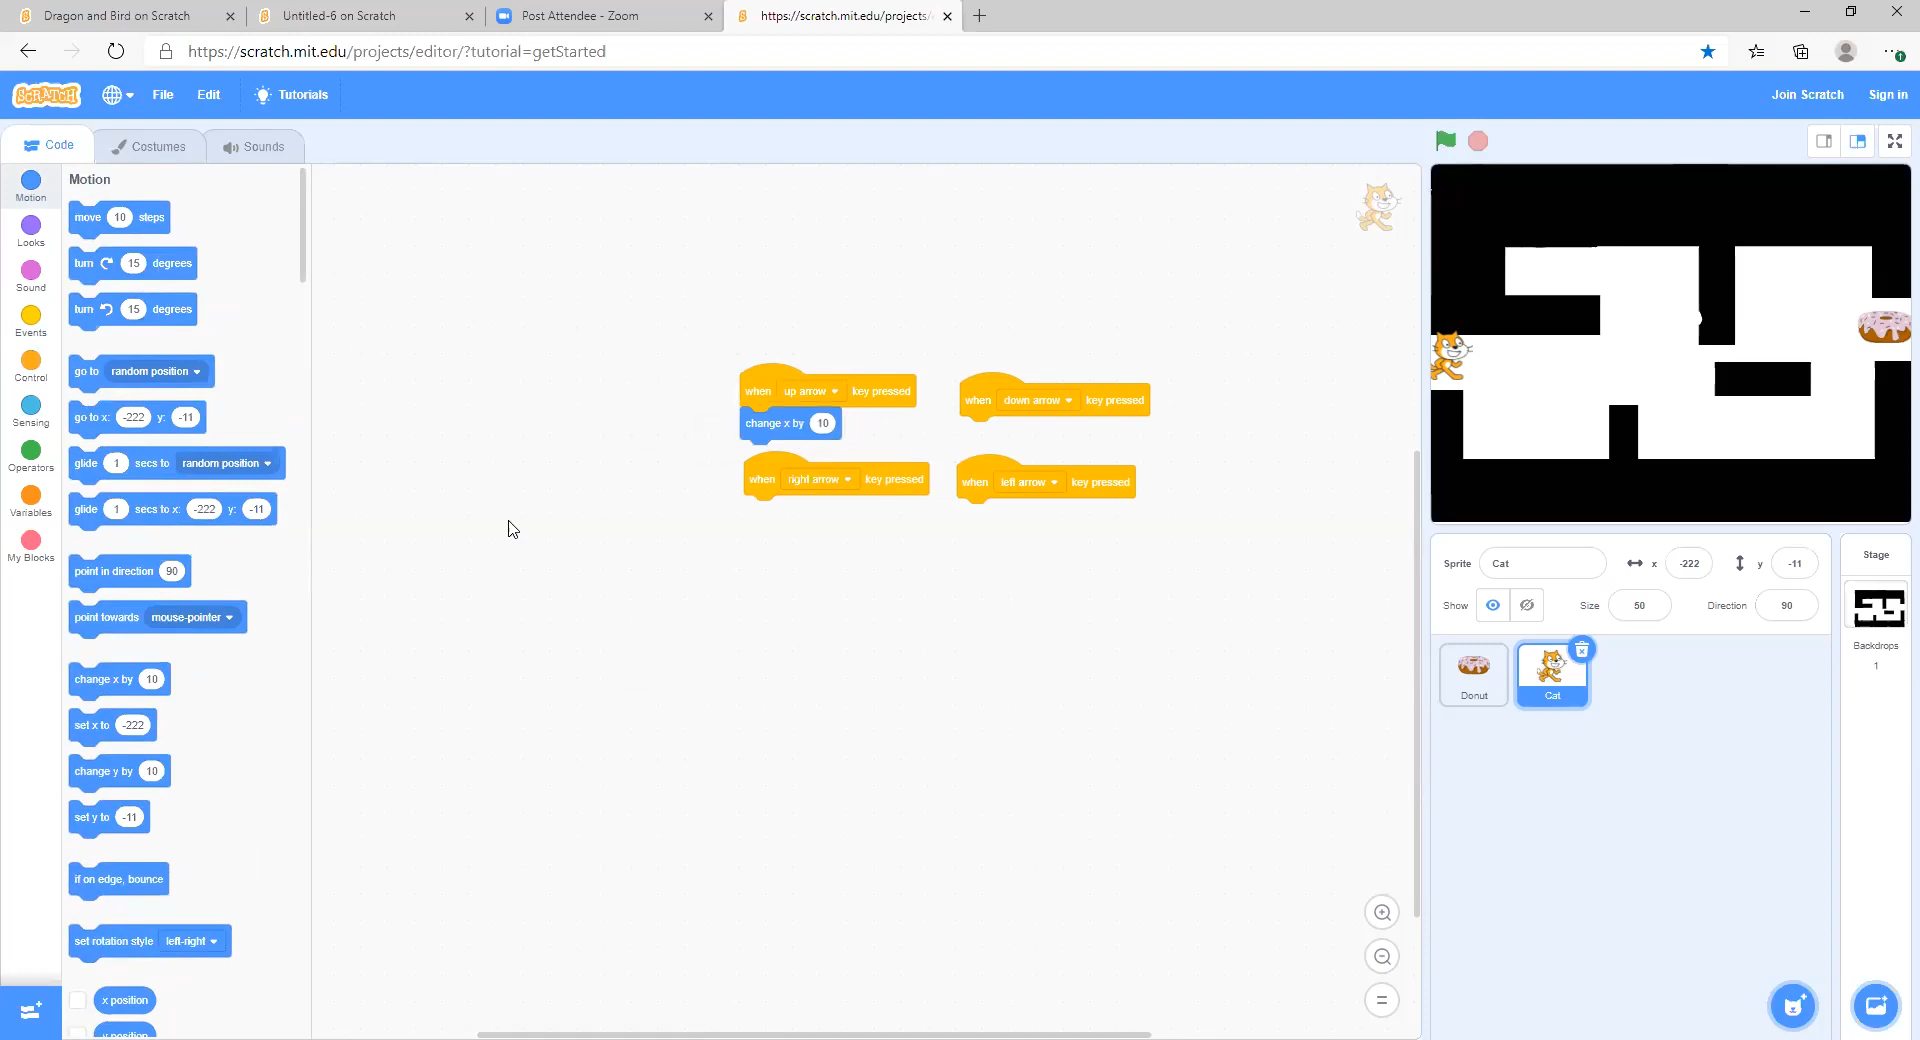 Dragon and Bird on Scratch
Untitled-6 on Scratch
Post Attendee - Zoom
https://scratch.mit.edu/projects/
https://scratch.mit.edu/projects/editor/?tutorial=getStarted
SCRATCH
File
Edit
Tutorials
Join Scratch
Sign in
Code
Costumes
Sounds
Motion
Looks
Sound
Events
Control
Sensing
Operators
Variables
My Blocks
Motion
move 10 steps
turn 15 degrees
turn 15 degrees
go to random position
go to x: -222 y: -11
glide 1 secs to random position
glide 1 secs to x: -222 y: -11
point in direction 90
point towards mouse-pointer
change x by 10
set x to -222
change y by 10
set y to -11
if on edge, bounce
set rotation style left-right
x position
y position
when up arrow key pressed
change x by 10
when down arrow key pressed
when right arrow key pressed
when left arrow key pressed
Sprite Cat x -222 y -11
Show Size 50 Direction 90
Donut
Cat
Stage
Backdrops
1